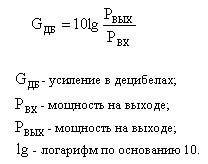 G_ДБ = 10lg P_ВЫХ / P_ВХ
G_ДБ - усиление в децибелах;
P_ВХ - мощность на выходе;
P_ВЫХ - мощность на выходе;
lg - логарифм по основанию 10.